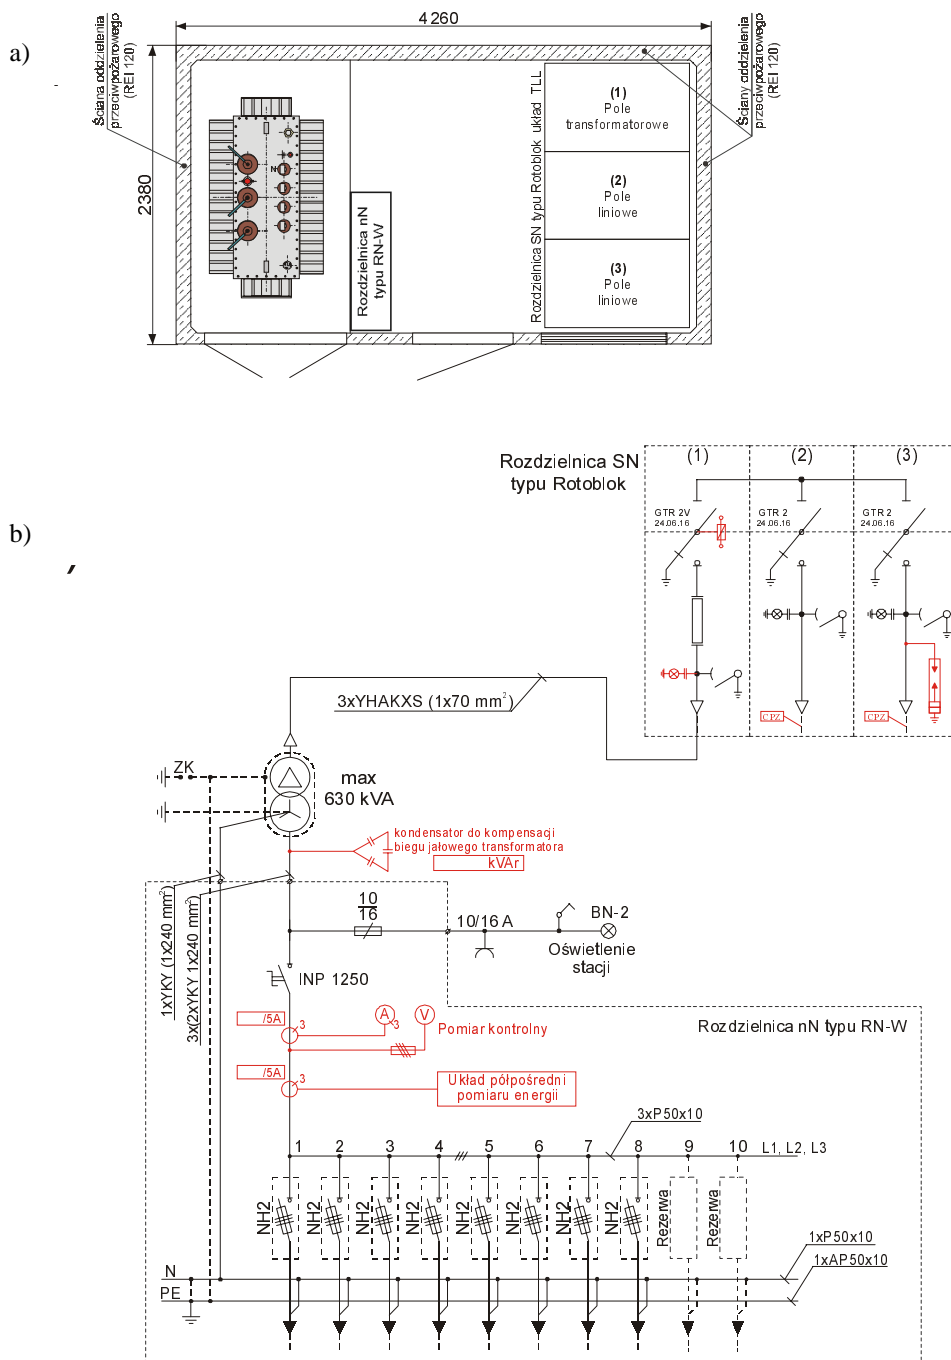 a)
4260
Ściana oddzielenia
przeciwpożarowego
(REI 120)
2380
N
Rozdzielnica nN
typu RN-W
Rozdzielnica SN typu Rotoblok układ TLL
(1)
Pole
transformatorowe
(2)
Pole
liniowe
(3)
Pole
liniowe
Ściany oddzielenia
przeciwpożarowego
(REI 120)
b)
Rozdzielnica SN
typu Rotoblok
(1)
(2)
(3)
GTR 2V
24.06.16
GTR 2
24.06.16
GTR 2
24.06.16
CPZ
CPZ
3xYHAKXS (1x70 mm²)
ZK
max
630 kVA
kondensator do kompensacji
biegu jałowego transformatora
kVAr
1xYKY (1x240 mm²)
3x(2xYKY 1x240 mm²)
10
16
10/16 A
BN-2
Oświetlenie
stacji
INP 1250
/5A
3
A
3
V
Pomiar kontrolny
Rozdzielnica nN typu RN-W
/5A
3
Układ półpośredni
pomiaru energii
3xP50x10
1
2
3
4
5
6
7
8
9
10
L1, L2, L3
NH2
NH2
NH2
NH2
NH2
NH2
NH2
NH2
Rezerwa
Rezerwa
1xP50x10
1xAP50x10
N
PE